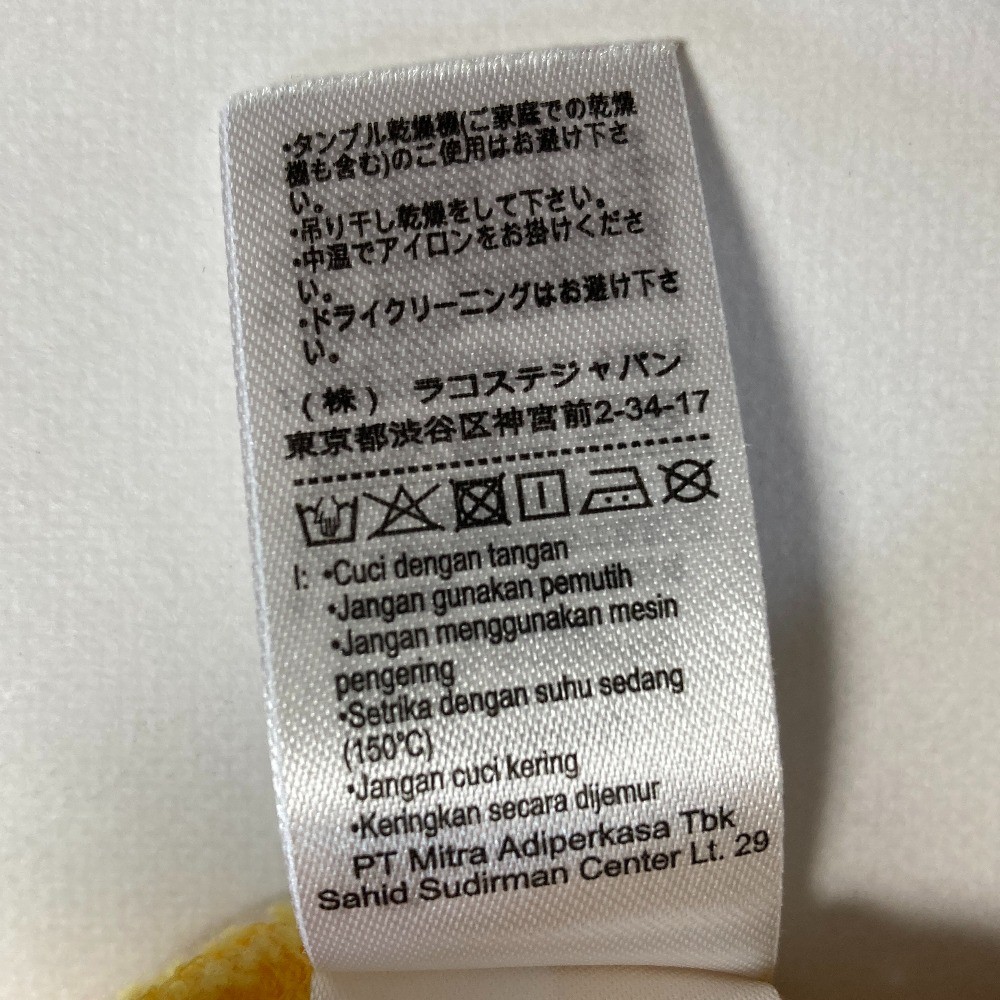 •タンブル乾燥機(ご家庭での乾燥
機も含む)のご使用はお避け下さ
い。
•吊り干し乾燥をして下さい。
•中温でアイロンをお掛けくださ
い。
•ドライクリーニングはお避け下さ
い。
(株) ラコステジャパン
東京都渋谷区神宮前2-34-17
I: •Cuci dengan tangan
•Jangan gunakan pemutih
•Jangan menggunakan mesin
pengering
•Setrika dengan suhu sedang
(150℃)
•Jangan cuci kering
•Keringkan secara dijemur
PT Mitra Adiperkasa Tbk
Sahid Sudirman Center Lt. 29